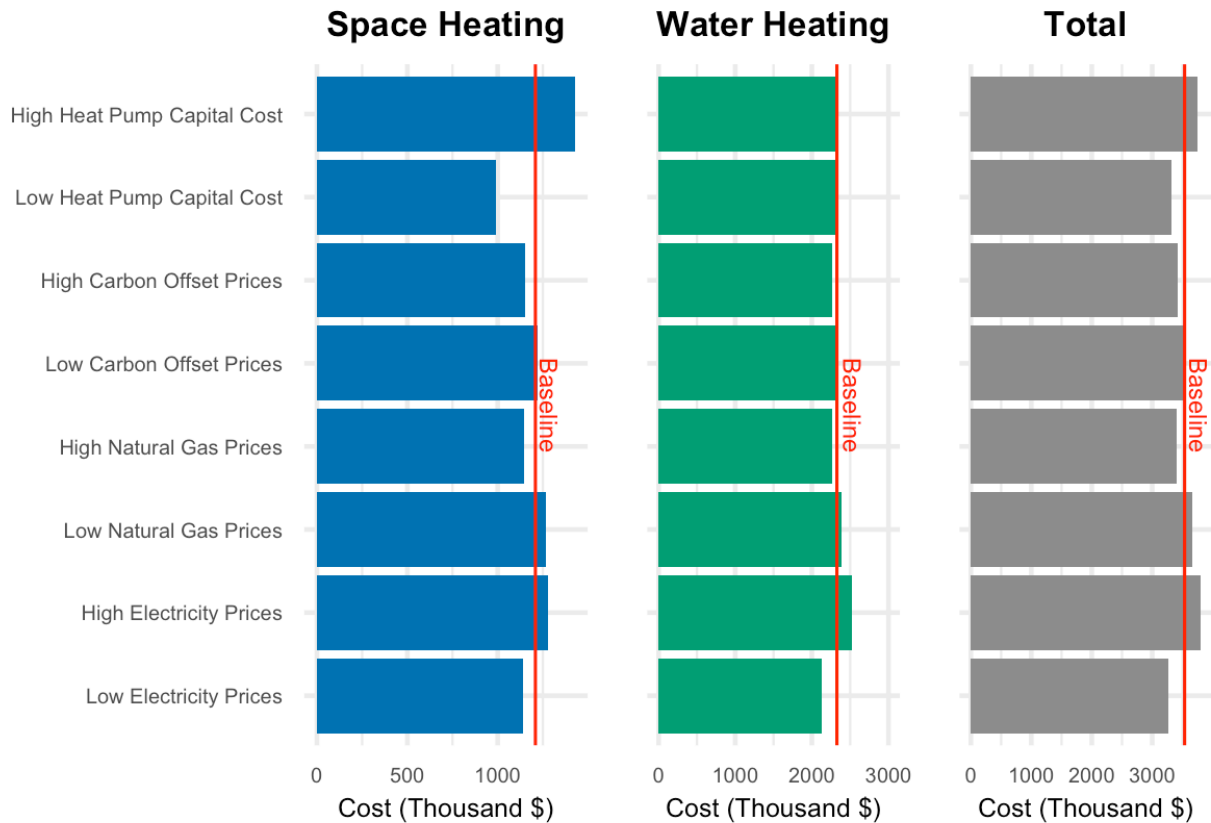 Space Heating
Water Heating
Total
High Heat Pump Capital Cost
Low Heat Pump Capital Cost
High Carbon Offset Prices
Low Carbon Offset Prices
High Natural Gas Prices
Low Natural Gas Prices
High Electricity Prices
Low Electricity Prices
Baseline
Baseline
Baseline
0 500 1000
0 1000 2000 3000
0 1000 2000 3000
Cost (Thousand $)
Cost (Thousand $)
Cost (Thousand $)